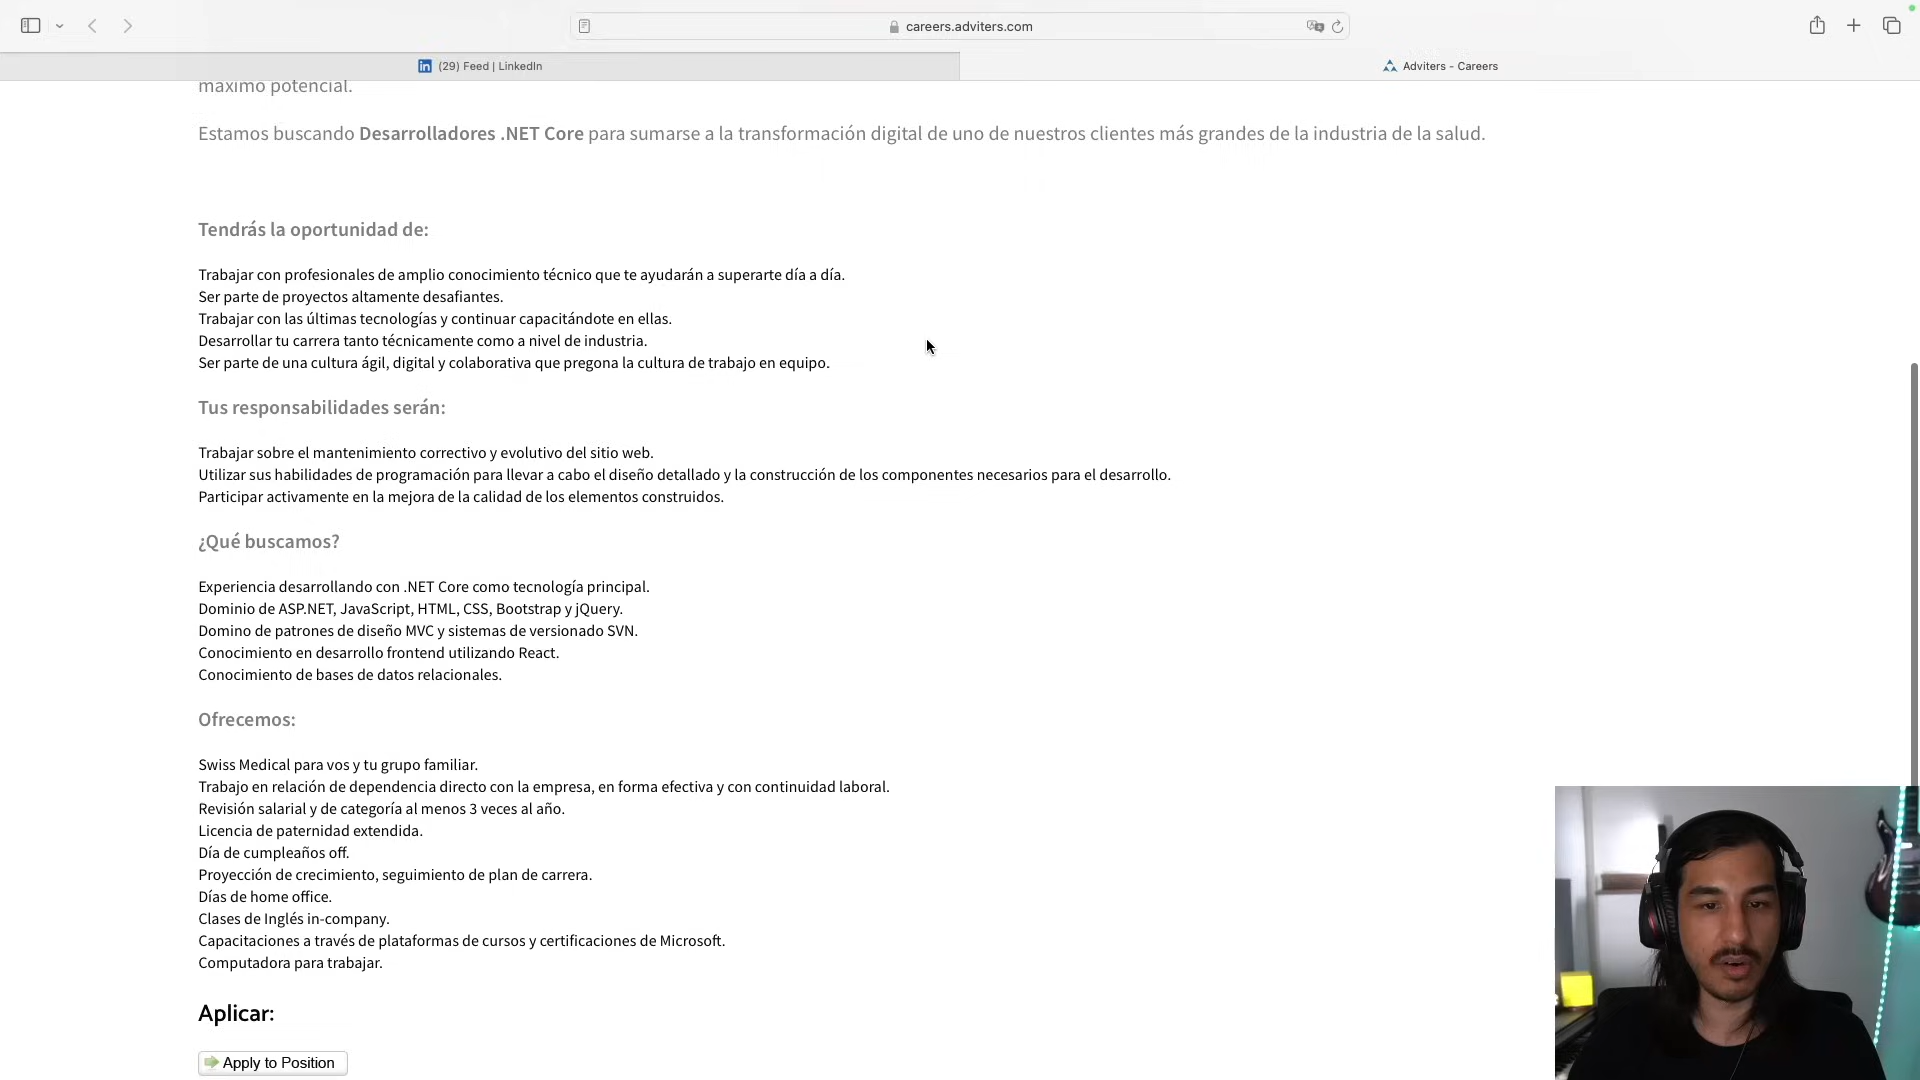 careers.adviters.com
(29) Feed | LinkedIn
Adviters - Careers
máximo potencial.
Estamos buscando Desarrolladores .NET Core para sumarse a la transformación digital de uno de nuestros clientes más grandes de la industria de la salud.
Tendrás la oportunidad de:
Trabajar con profesionales de amplio conocimiento técnico que te ayudarán a superarte día a día.
Ser parte de proyectos altamente desafiantes.
Trabajar con las últimas tecnologías y continuar capacitándote en ellas.
Desarrollar tu carrera tanto técnicamente como a nivel de industria.
Ser parte de una cultura ágil, digital y colaborativa que pregona la cultura de trabajo en equipo.
Tus responsabilidades serán:
Trabajar sobre el mantenimiento correctivo y evolutivo del sitio web.
Utilizar sus habilidades de programación para llevar a cabo el diseño detallado y la construcción de los componentes necesarios para el desarrollo.
Participar activamente en la mejora de la calidad de los elementos construidos.
¿Qué buscamos?
Experiencia desarrollando con .NET Core como tecnología principal.
Dominio de ASP.NET, JavaScript, HTML, CSS, Bootstrap y jQuery.
Domino de patrones de diseño MVC y sistemas de versionado SVN.
Conocimiento en desarrollo frontend utilizando React.
Conocimiento de bases de datos relacionales.
Ofrecemos:
Swiss Medical para vos y tu grupo familiar.
Trabajo en relación de dependencia directo con la empresa, en forma efectiva y con continuidad laboral.
Revisión salarial y de categoría al menos 3 veces al año.
Licencia de paternidad extendida.
Día de cumpleaños off.
Proyección de crecimiento, seguimiento de plan de carrera.
Días de home office.
Clases de Inglés in-company.
Capacitaciones a través de plataformas de cursos y certificaciones de Microsoft.
Computadora para trabajar.
Aplicar:
Apply to Position